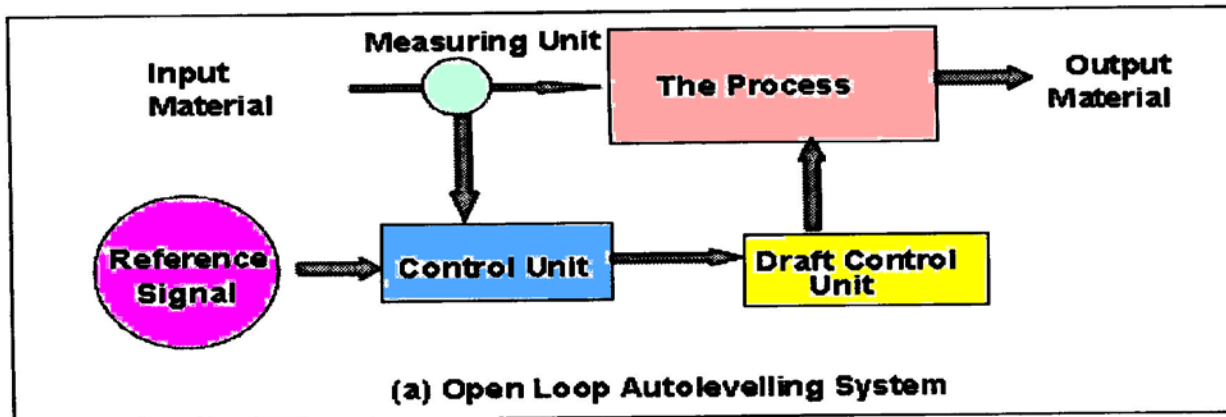 Measuring Unit
Input
Material
The Process
Output
Material
Reference
Signal
Control Unit
Draft Control
Unit
(a) Open Loop Autolevelling System